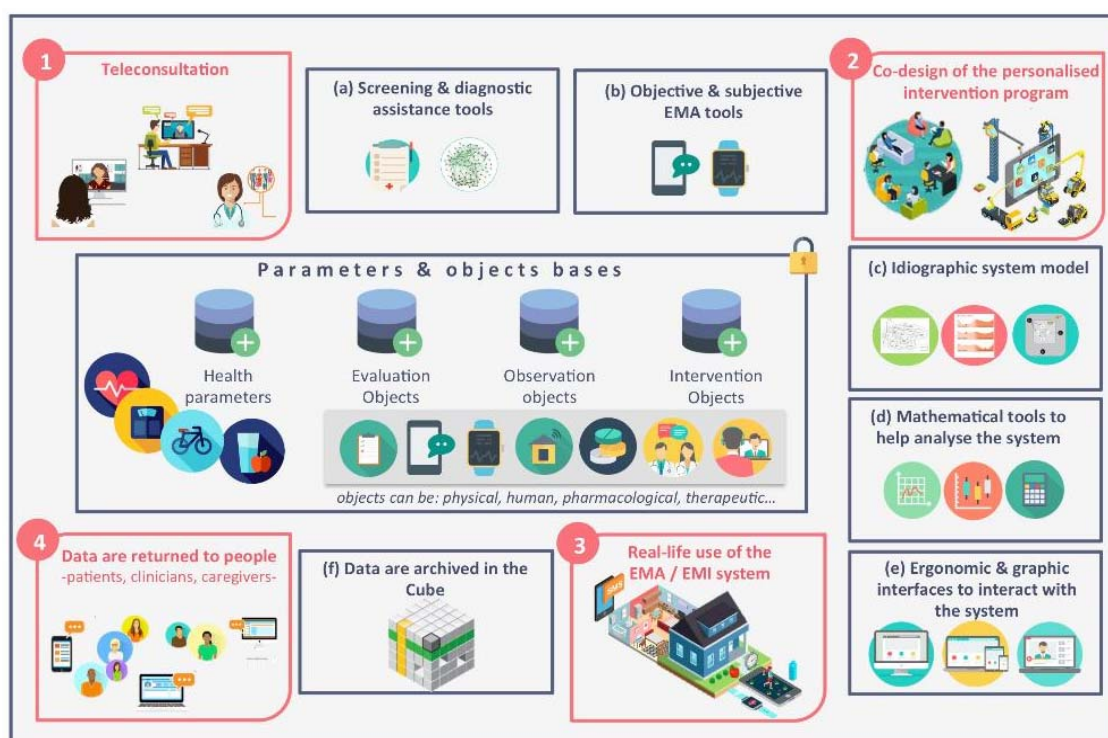 1
Teleconsultation
(a) Screening & diagnostic
assistance tools
(b) Objective & subjective
EMA tools
2
Co-design of the personalised
intervention program
Parameters & objects bases
Health
parameters
Evaluation
Objects
Observation
objects
Intervention
Objects
objects can be: physical, human, pharmacological, therapeutic...
(c) Idiographic system model
(d) Mathematical tools to
help analyse the system
(e) Ergonomic & graphic
interfaces to interact with
the system
3
Real-life use of the
EMA / EMI system
SMS
(f) Data are archived in the
Cube
4
Data are returned to people
-patients, clinicians, caregivers-